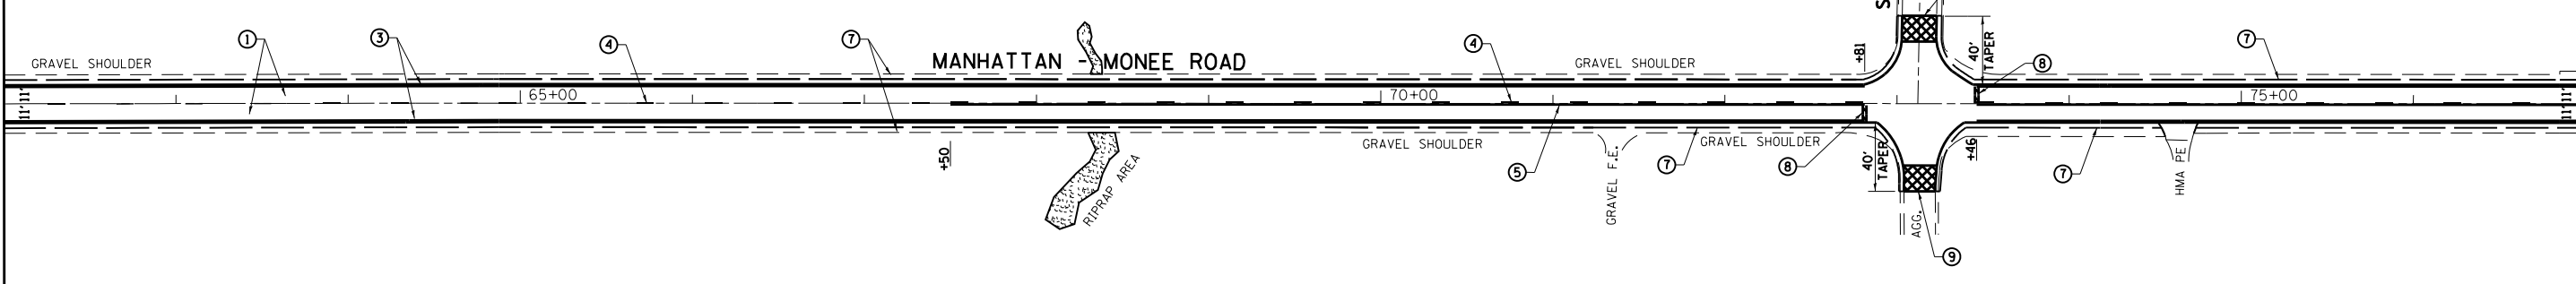 S
1
3
4
7
4
7
GRAVEL SHOULDER
MANHATTAN - MONEE ROAD
GRAVEL SHOULDER
+81
40'
TAPER
8
11' 11'
65+00
70+00
75+00
11' 11'
+50
RIPRAP AREA
GRAVEL SHOULDER
5
GRAVEL F.E.
7
GRAVEL SHOULDER
8
40'
TAPER
+46
7
HMA PE
AGG.
9